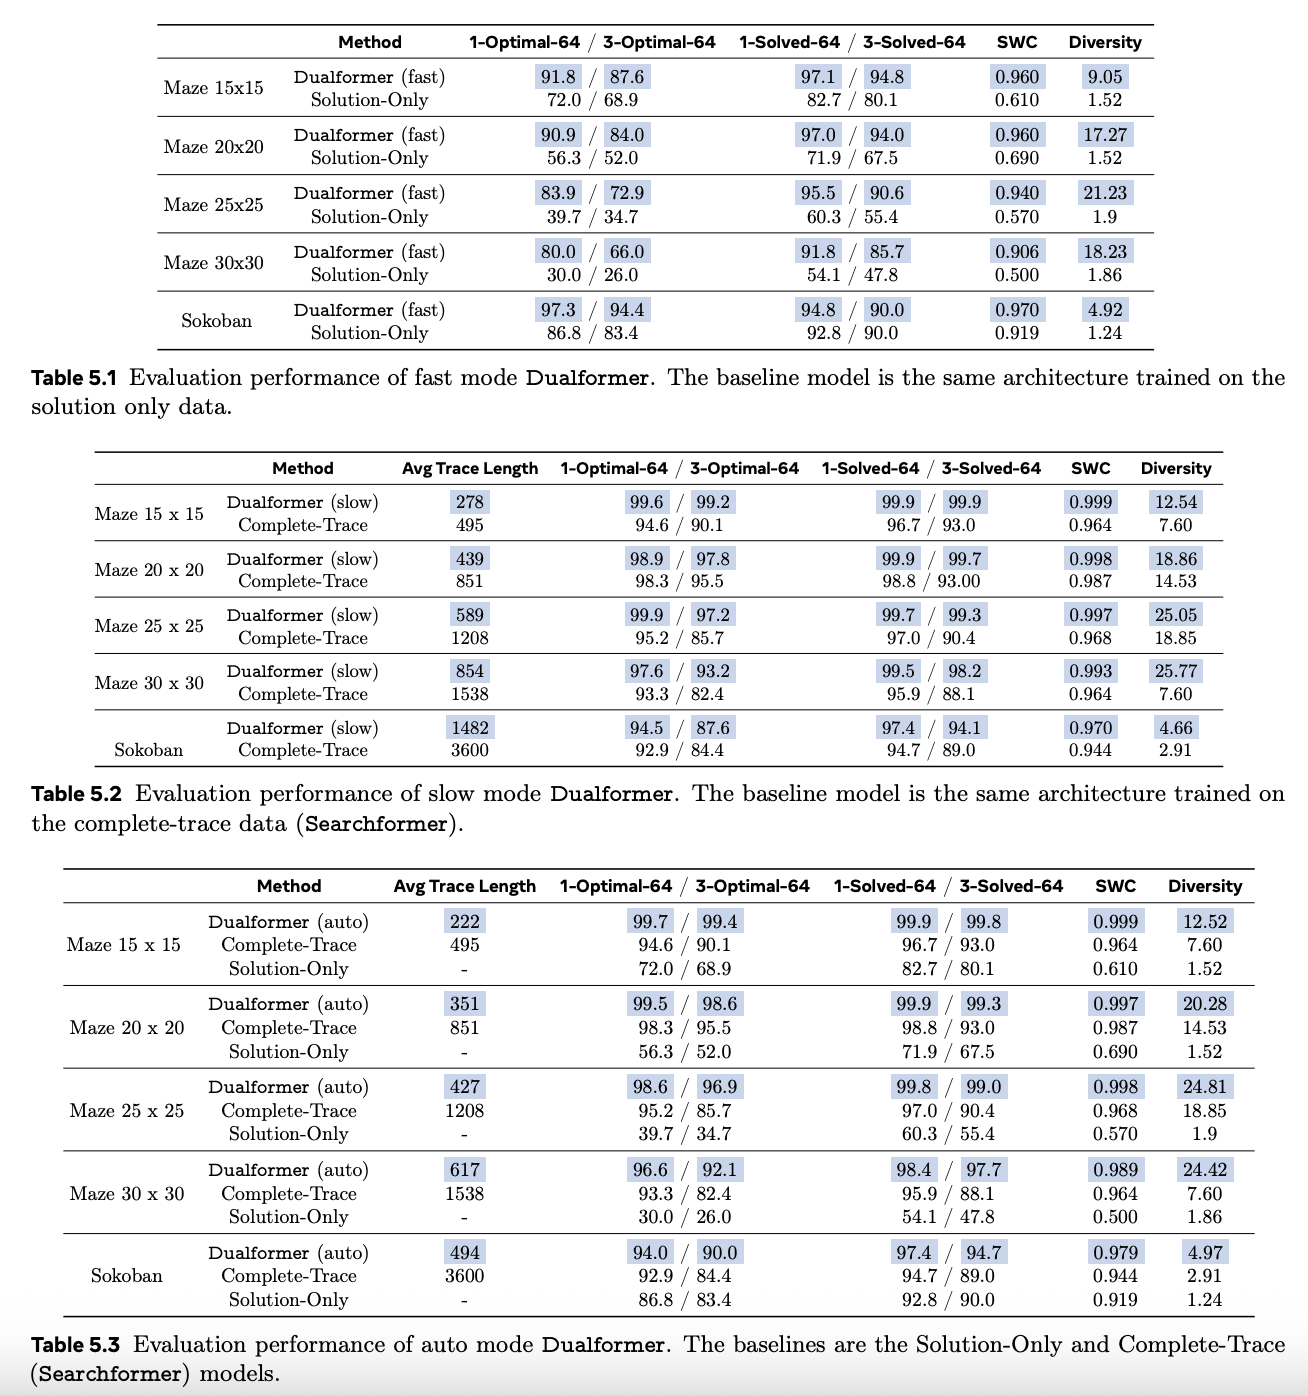 Method 1-Optimal-64 / 3-Optimal-64 1-Solved-64 / 3-Solved-64 SWC Diversity
Maze 15x15 Dualformer (fast) 91.8 / 87.6 97.1 / 94.8 0.960 9.05
Solution-Only 72.0 / 68.9 82.7 / 80.1 0.610 1.52
Maze 20x20 Dualformer (fast) 90.9 / 84.0 97.0 / 94.0 0.960 17.27
Solution-Only 56.3 / 52.0 71.9 / 67.5 0.690 1.52
Maze 25x25 Dualformer (fast) 83.9 / 72.9 95.5 / 90.6 0.940 21.23
Solution-Only 39.7 / 34.7 60.3 / 55.4 0.570 1.9
Maze 30x30 Dualformer (fast) 80.0 / 66.0 91.8 / 85.7 0.906 18.23
Solution-Only 30.0 / 26.0 54.1 / 47.8 0.500 1.86
Sokoban Dualformer (fast) 97.3 / 94.4 94.8 / 90.0 0.970 4.92
Solution-Only 86.8 / 83.4 92.8 / 90.0 0.919 1.24
Table 5.1 Evaluation performance of fast mode Dualformer. The baseline model is the same architecture trained on the
solution only data.
Method Avg Trace Length 1-Optimal-64 / 3-Optimal-64 1-Solved-64 / 3-Solved-64 SWC Diversity
Maze 15 x 15 Dualformer (slow) 278 99.6 / 99.2 99.9 / 99.9 0.999 12.54
Complete-Trace 495 94.6 / 90.1 96.7 / 93.0 0.964 7.60
Maze 20 x 20 Dualformer (slow) 439 98.9 / 97.8 99.9 / 99.7 0.998 18.86
Complete-Trace 851 98.3 / 95.5 98.8 / 93.00 0.987 14.53
Maze 25 x 25 Dualformer (slow) 589 99.9 / 97.2 99.7 / 99.3 0.997 25.05
Complete-Trace 1208 95.2 / 85.7 97.0 / 90.4 0.968 18.85
Maze 30 x 30 Dualformer (slow) 854 97.6 / 93.2 99.5 / 98.2 0.993 25.77
Complete-Trace 1538 93.3 / 82.4 95.9 / 88.1 0.964 7.60
Dualformer (slow) 1482 94.5 / 87.6 97.4 / 94.1 0.970 4.66
Sokoban Complete-Trace 3600 92.9 / 84.4 94.7 / 89.0 0.944 2.91
Table 5.2 Evaluation performance of slow mode Dualformer. The baseline model is the same architecture trained on
the complete-trace data (Searchformer).
Method Avg Trace Length 1-Optimal-64 / 3-Optimal-64 1-Solved-64 / 3-Solved-64 SWC Diversity
Dualformer (auto) 222 99.7 / 99.4 99.9 / 99.8 0.999 12.52
Maze 15 x 15 Complete-Trace 495 94.6 / 90.1 96.7 / 93.0 0.964 7.60
Solution-Only - 72.0 / 68.9 82.7 / 80.1 0.610 1.52
Dualformer (auto) 351 99.5 / 98.6 99.9 / 99.3 0.997 20.28
Maze 20 x 20 Complete-Trace 851 98.3 / 95.5 98.8 / 93.0 0.987 14.53
Solution-Only - 56.3 / 52.0 71.9 / 67.5 0.690 1.52
Dualformer (auto) 427 98.6 / 96.9 99.8 / 99.0 0.998 24.81
Maze 25 x 25 Complete-Trace 1208 95.2 / 85.7 97.0 / 90.4 0.968 18.85
Solution-Only - 39.7 / 34.7 60.3 / 55.4 0.570 1.9
Dualformer (auto) 617 96.6 / 92.1 98.4 / 97.7 0.989 24.42
Maze 30 x 30 Complete-Trace 1538 93.3 / 82.4 95.9 / 88.1 0.964 7.60
Solution-Only - 30.0 / 26.0 54.1 / 47.8 0.500 1.86
Dualformer (auto) 494 94.0 / 90.0 97.4 / 94.7 0.979 4.97
Sokoban Complete-Trace 3600 92.9 / 84.4 94.7 / 89.0 0.944 2.91
Solution-Only - 86.8 / 83.4 92.8 / 90.0 0.919 1.24
Table 5.3 Evaluation performance of auto mode Dualformer. The baselines are the Solution-Only and Complete-Trace
(Searchformer) models.